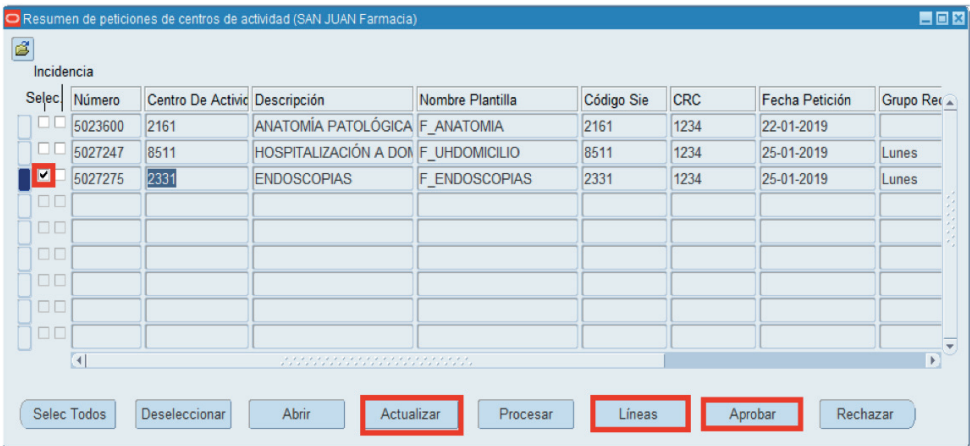 Resumen de peticiones de centros de actividad (SAN JUAN Farmacia)
Incidencia
Selec. Número Centro De Activic Descripción Nombre Plantilla Código Sie CRC Fecha Petición Grupo Rec
5023600 2161 ANATOMÍA PATOLÓGICA F_ANATOMIA 2161 1234 22-01-2019
5027247 8511 HOSPITALIZACIÓN A DOM F_UHDOMICILIO 8511 1234 25-01-2019 Lunes
5027275 2331 ENDOSCOPIAS F_ENDOSCOPIAS 2331 1234 25-01-2019 Lunes
Selec Todos Deseleccionar Abrir Actualizar Procesar Líneas Aprobar Rechazar